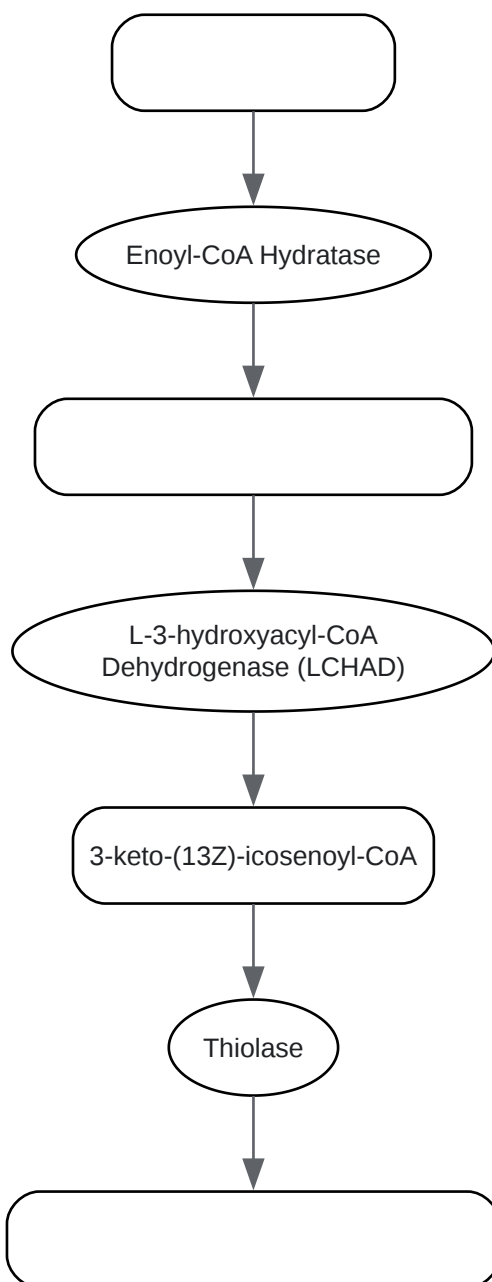 Enoyl-CoA Hydratase
L-3-hydroxyacyl-CoA
Dehydrogenase (LCHAD)
3-keto-(13Z)-icosenoyl-CoA
Thiolase